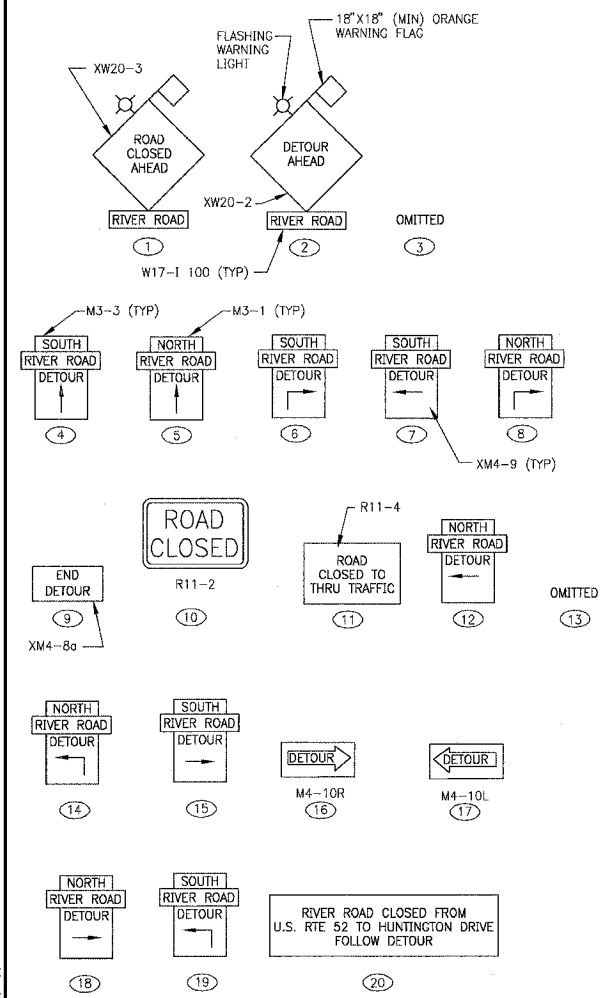 18"X18" (MIN) ORANGE
WARNING FLAG
FLASHING
WARNING
LIGHT
XW20-3
ROAD
CLOSED
AHEAD
DETOUR
AHEAD
XW20-2
RIVER ROAD
RIVER ROAD
OMITTED
1
2
3
W17-I 100 (TYP)
M3-3 (TYP)
M3-1 (TYP)
SOUTH
RIVER ROAD
DETOUR
4
NORTH
RIVER ROAD
DETOUR
5
SOUTH
RIVER ROAD
DETOUR
6
SOUTH
RIVER ROAD
DETOUR
7
NORTH
RIVER ROAD
DETOUR
8
XM4-9 (TYP)
END
DETOUR
9
XM4-8a
ROAD
CLOSED
R11-2
10
R11-4
ROAD
CLOSED TO
THRU TRAFFIC
11
NORTH
RIVER ROAD
DETOUR
12
OMITTED
13
NORTH
RIVER ROAD
DETOUR
14
SOUTH
RIVER ROAD
DETOUR
15
DETOUR
M4-10R
16
DETOUR
M4-10L
17
NORTH
RIVER ROAD
DETOUR
18
SOUTH
RIVER ROAD
DETOUR
19
RIVER ROAD CLOSED FROM
U.S. RTE 52 TO HUNTINGTON DRIVE
FOLLOW DETOUR
20